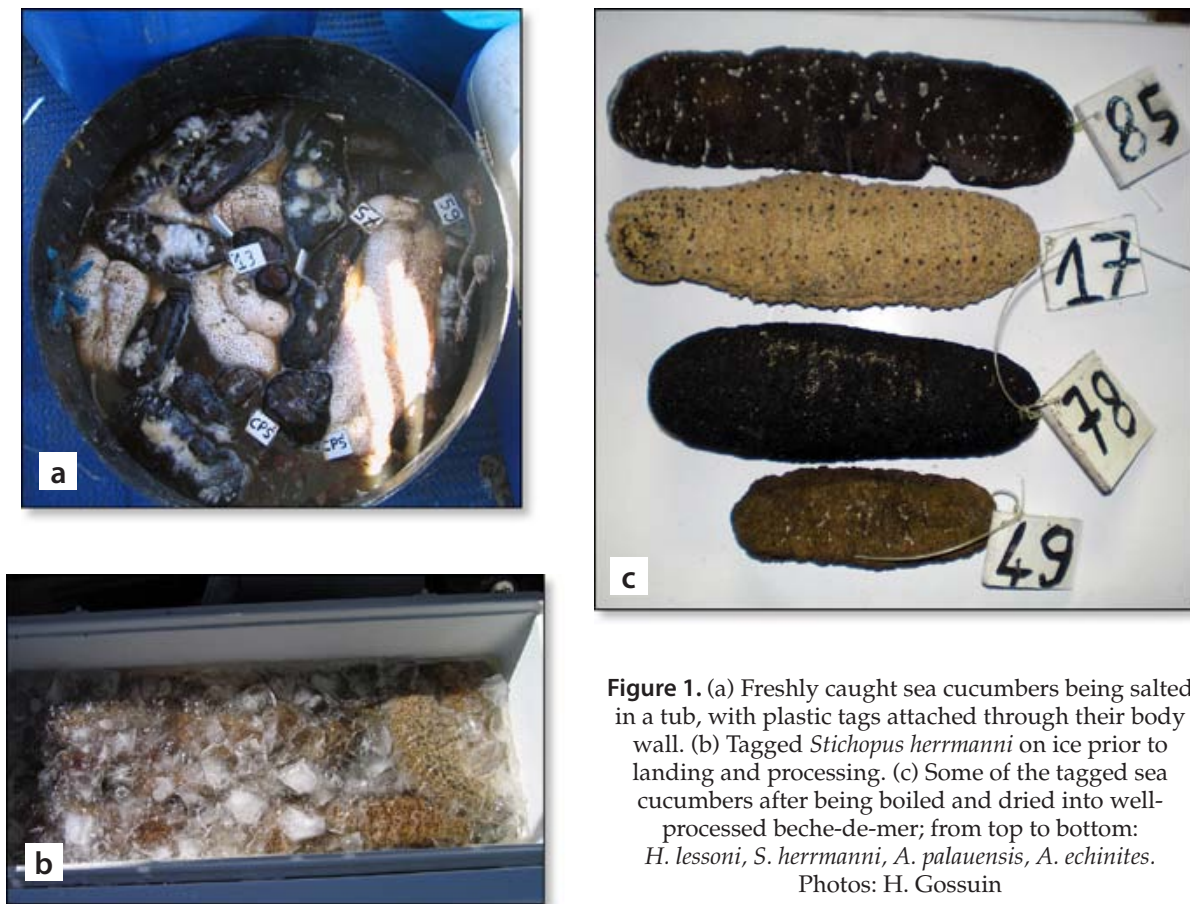 57
59
13
CPS
CPS
a
85
17
78
49
c
b
Figure 1. (a) Freshly caught sea cucumbers being salted
in a tub, with plastic tags attached through their body
wall. (b) Tagged Stichopus herrmanni on ice prior to
landing and processing. (c) Some of the tagged sea
cucumbers after being boiled and dried into well-
processed beche-de-mer; from top to bottom:
H. lessoni, S. herrmanni, A. palauensis, A. echinites.
Photos: H. Gossuin